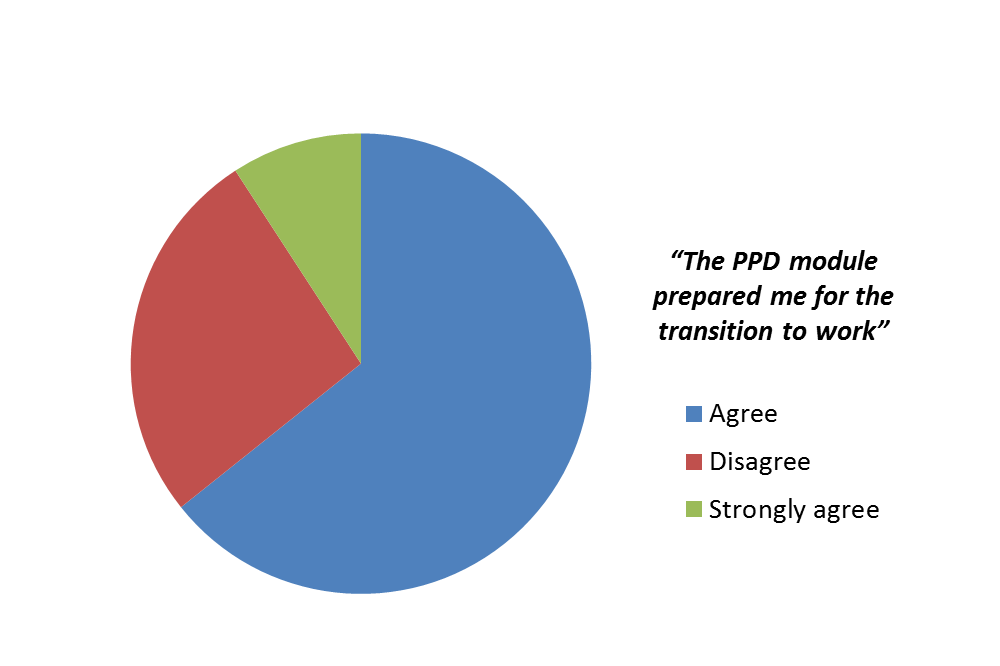 “The PPD module
prepared me for the
transition to work”
Agree
Disagree
Strongly agree